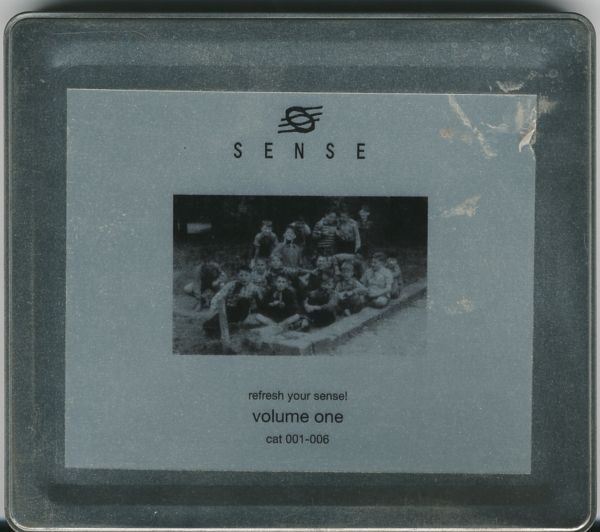 SENSE
refresh your sense!
volume one
cat 001-006